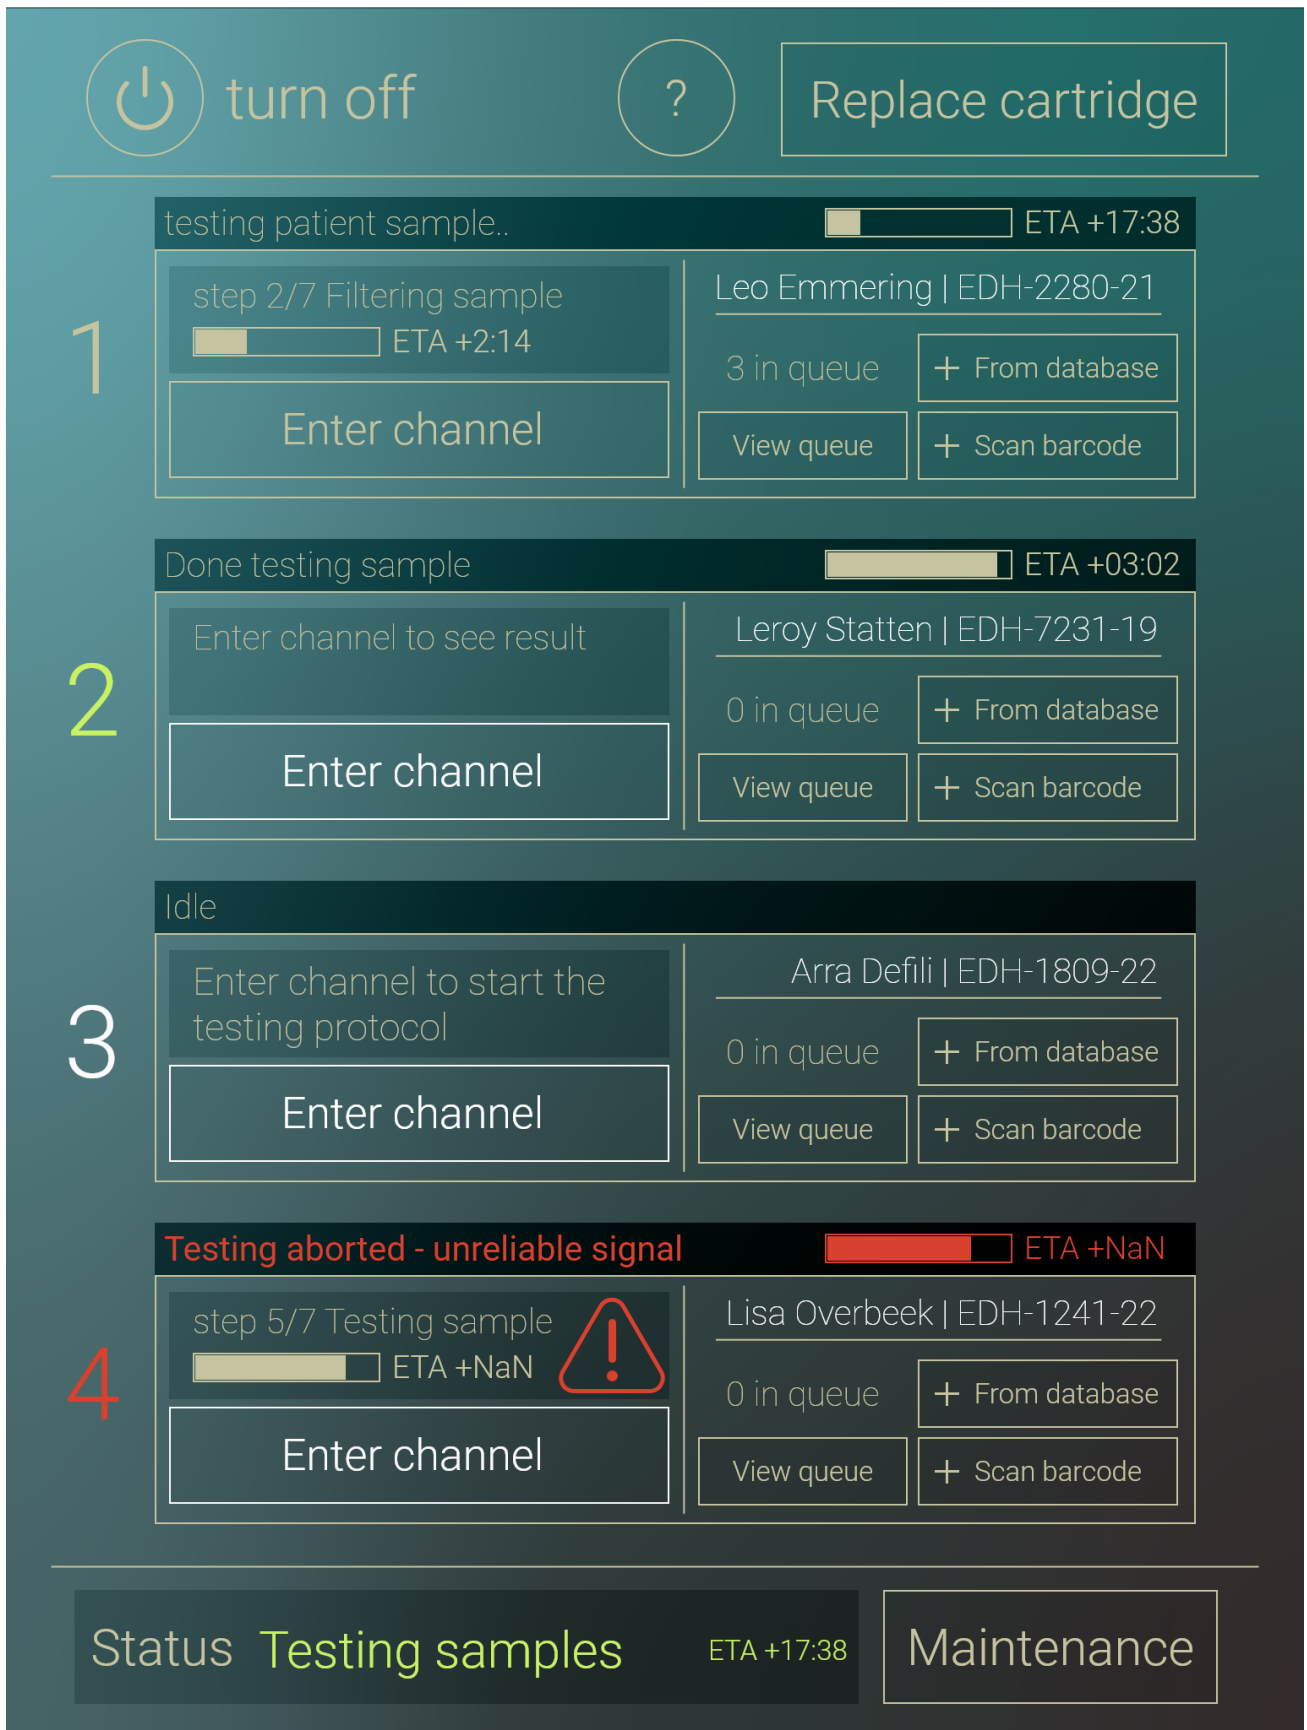 turn off
?
Replace cartridge
testing patient sample..
ETA +17:38
1
step 2/7 Filtering sample
ETA +2:14
Enter channel
Leo Emmering | EDH-2280-21
3 in queue
+ From database
View queue
+ Scan barcode
Done testing sample
ETA +03:02
2
Enter channel to see result
Enter channel
Leroy Statten | EDH-7231-19
0 in queue
+ From database
View queue
+ Scan barcode
Idle
3
Enter channel to start the
testing protocol
Enter channel
Arra Defili | EDH-1809-22
0 in queue
+ From database
View queue
+ Scan barcode
Testing aborted - unreliable signal
ETA +NaN
4
step 5/7 Testing sample
ETA +NaN
Enter channel
Lisa Overbeek | EDH-1241-22
0 in queue
+ From database
View queue
+ Scan barcode
Status Testing samples
ETA +17:38
Maintenance